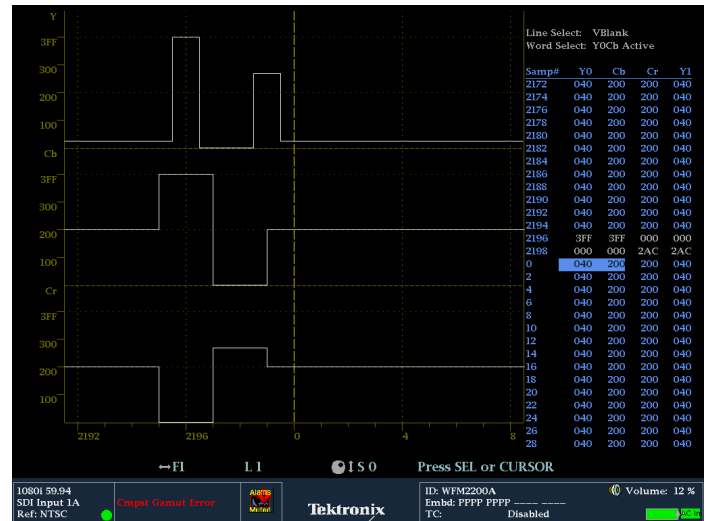 Y
3FF
300
200
100
Cb
3FF
300
200
100
Cr
3FF
300
200
100
2192 2196 0 4 8
Line Select: VBlank
Word Select: Y0Cb Active
Samp# Y0 Cb Cr Y1
2172 040 200 200 040
2174 040 200 200 040
2176 040 200 200 040
2178 040 200 200 040
2180 040 200 200 040
2182 040 200 200 040
2184 040 200 200 040
2186 040 200 200 040
2188 040 200 200 040
2190 040 200 200 040
2192 040 200 200 040
2194 040 200 200 040
2196 3FF 3FF 000 000
2198 000 000 2AC 2AC
0 040 200 200 040
2 040 200 200 040
4 040 200 200 040
6 040 200 200 040
8 040 200 200 040
10 040 200 200 040
12 040 200 200 040
14 040 200 200 040
16 040 200 200 040
18 040 200 200 040
20 040 200 200 040
22 040 200 200 040
24 040 200 200 040
26 040 200 200 040
28 040 200 200 040
↔F1 L 1 ↕ S 0 Press SEL or CURSOR
1080i 59.94
SDI Input 1A
Ref: NTSC
Cmpst Gamut Error
Alarms
Muted
Tektronix
ID: WFM2200A
Embd: PPPP PPPP ---- ----
TC: Disabled
Volume: 12 %
AC In